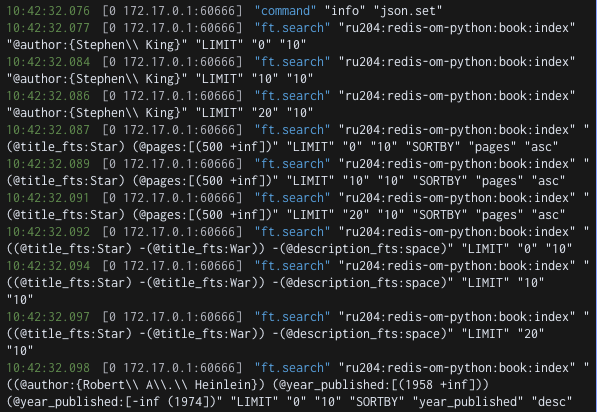 10:42:32.076 [0 172.17.0.1:60666] "command" "info" "json.set"
10:42:32.077 [0 172.17.0.1:60666] "ft.search" "ru204:redis-om-python:book:index"
"@author:{Stephen\\ King}" "LIMIT" "0" "10"
10:42:32.084 [0 172.17.0.1:60666] "ft.search" "ru204:redis-om-python:book:index"
"@author:{Stephen\\ King}" "LIMIT" "10" "10"
10:42:32.086 [0 172.17.0.1:60666] "ft.search" "ru204:redis-om-python:book:index"
"@author:{Stephen\\ King}" "LIMIT" "20" "10"
10:42:32.087 [0 172.17.0.1:60666] "ft.search" "ru204:redis-om-python:book:index" "
(@title_fts:Star) (@pages:[(500 +inf])" "LIMIT" "0" "10" "SORTBY" "pages" "asc"
10:42:32.089 [0 172.17.0.1:60666] "ft.search" "ru204:redis-om-python:book:index" "
(@title_fts:Star) (@pages:[(500 +inf])" "LIMIT" "10" "10" "SORTBY" "pages" "asc"
10:42:32.091 [0 172.17.0.1:60666] "ft.search" "ru204:redis-om-python:book:index" "
(@title_fts:Star) (@pages:[(500 +inf])" "LIMIT" "20" "10" "SORTBY" "pages" "asc"
10:42:32.092 [0 172.17.0.1:60666] "ft.search" "ru204:redis-om-python:book:index" "
((@title_fts:Star) -(@title_fts:War)) -(@description_fts:space)" "LIMIT" "0" "10"
10:42:32.094 [0 172.17.0.1:60666] "ft.search" "ru204:redis-om-python:book:index" "
((@title_fts:Star) -(@title_fts:War)) -(@description_fts:space)" "LIMIT" "10"
"10"
10:42:32.097 [0 172.17.0.1:60666] "ft.search" "ru204:redis-om-python:book:index" "
((@title_fts:Star) -(@title_fts:War)) -(@description_fts:space)" "LIMIT" "20"
"10"
10:42:32.098 [0 172.17.0.1:60666] "ft.search" "ru204:redis-om-python:book:index" "
((@author:{Robert\\ A\\.\\ Heinlein}) (@year_published:[(1958 +inf]))
(@year_published:[-inf (1974])" "LIMIT" "0" "10" "SORTBY" "year_published" "desc"